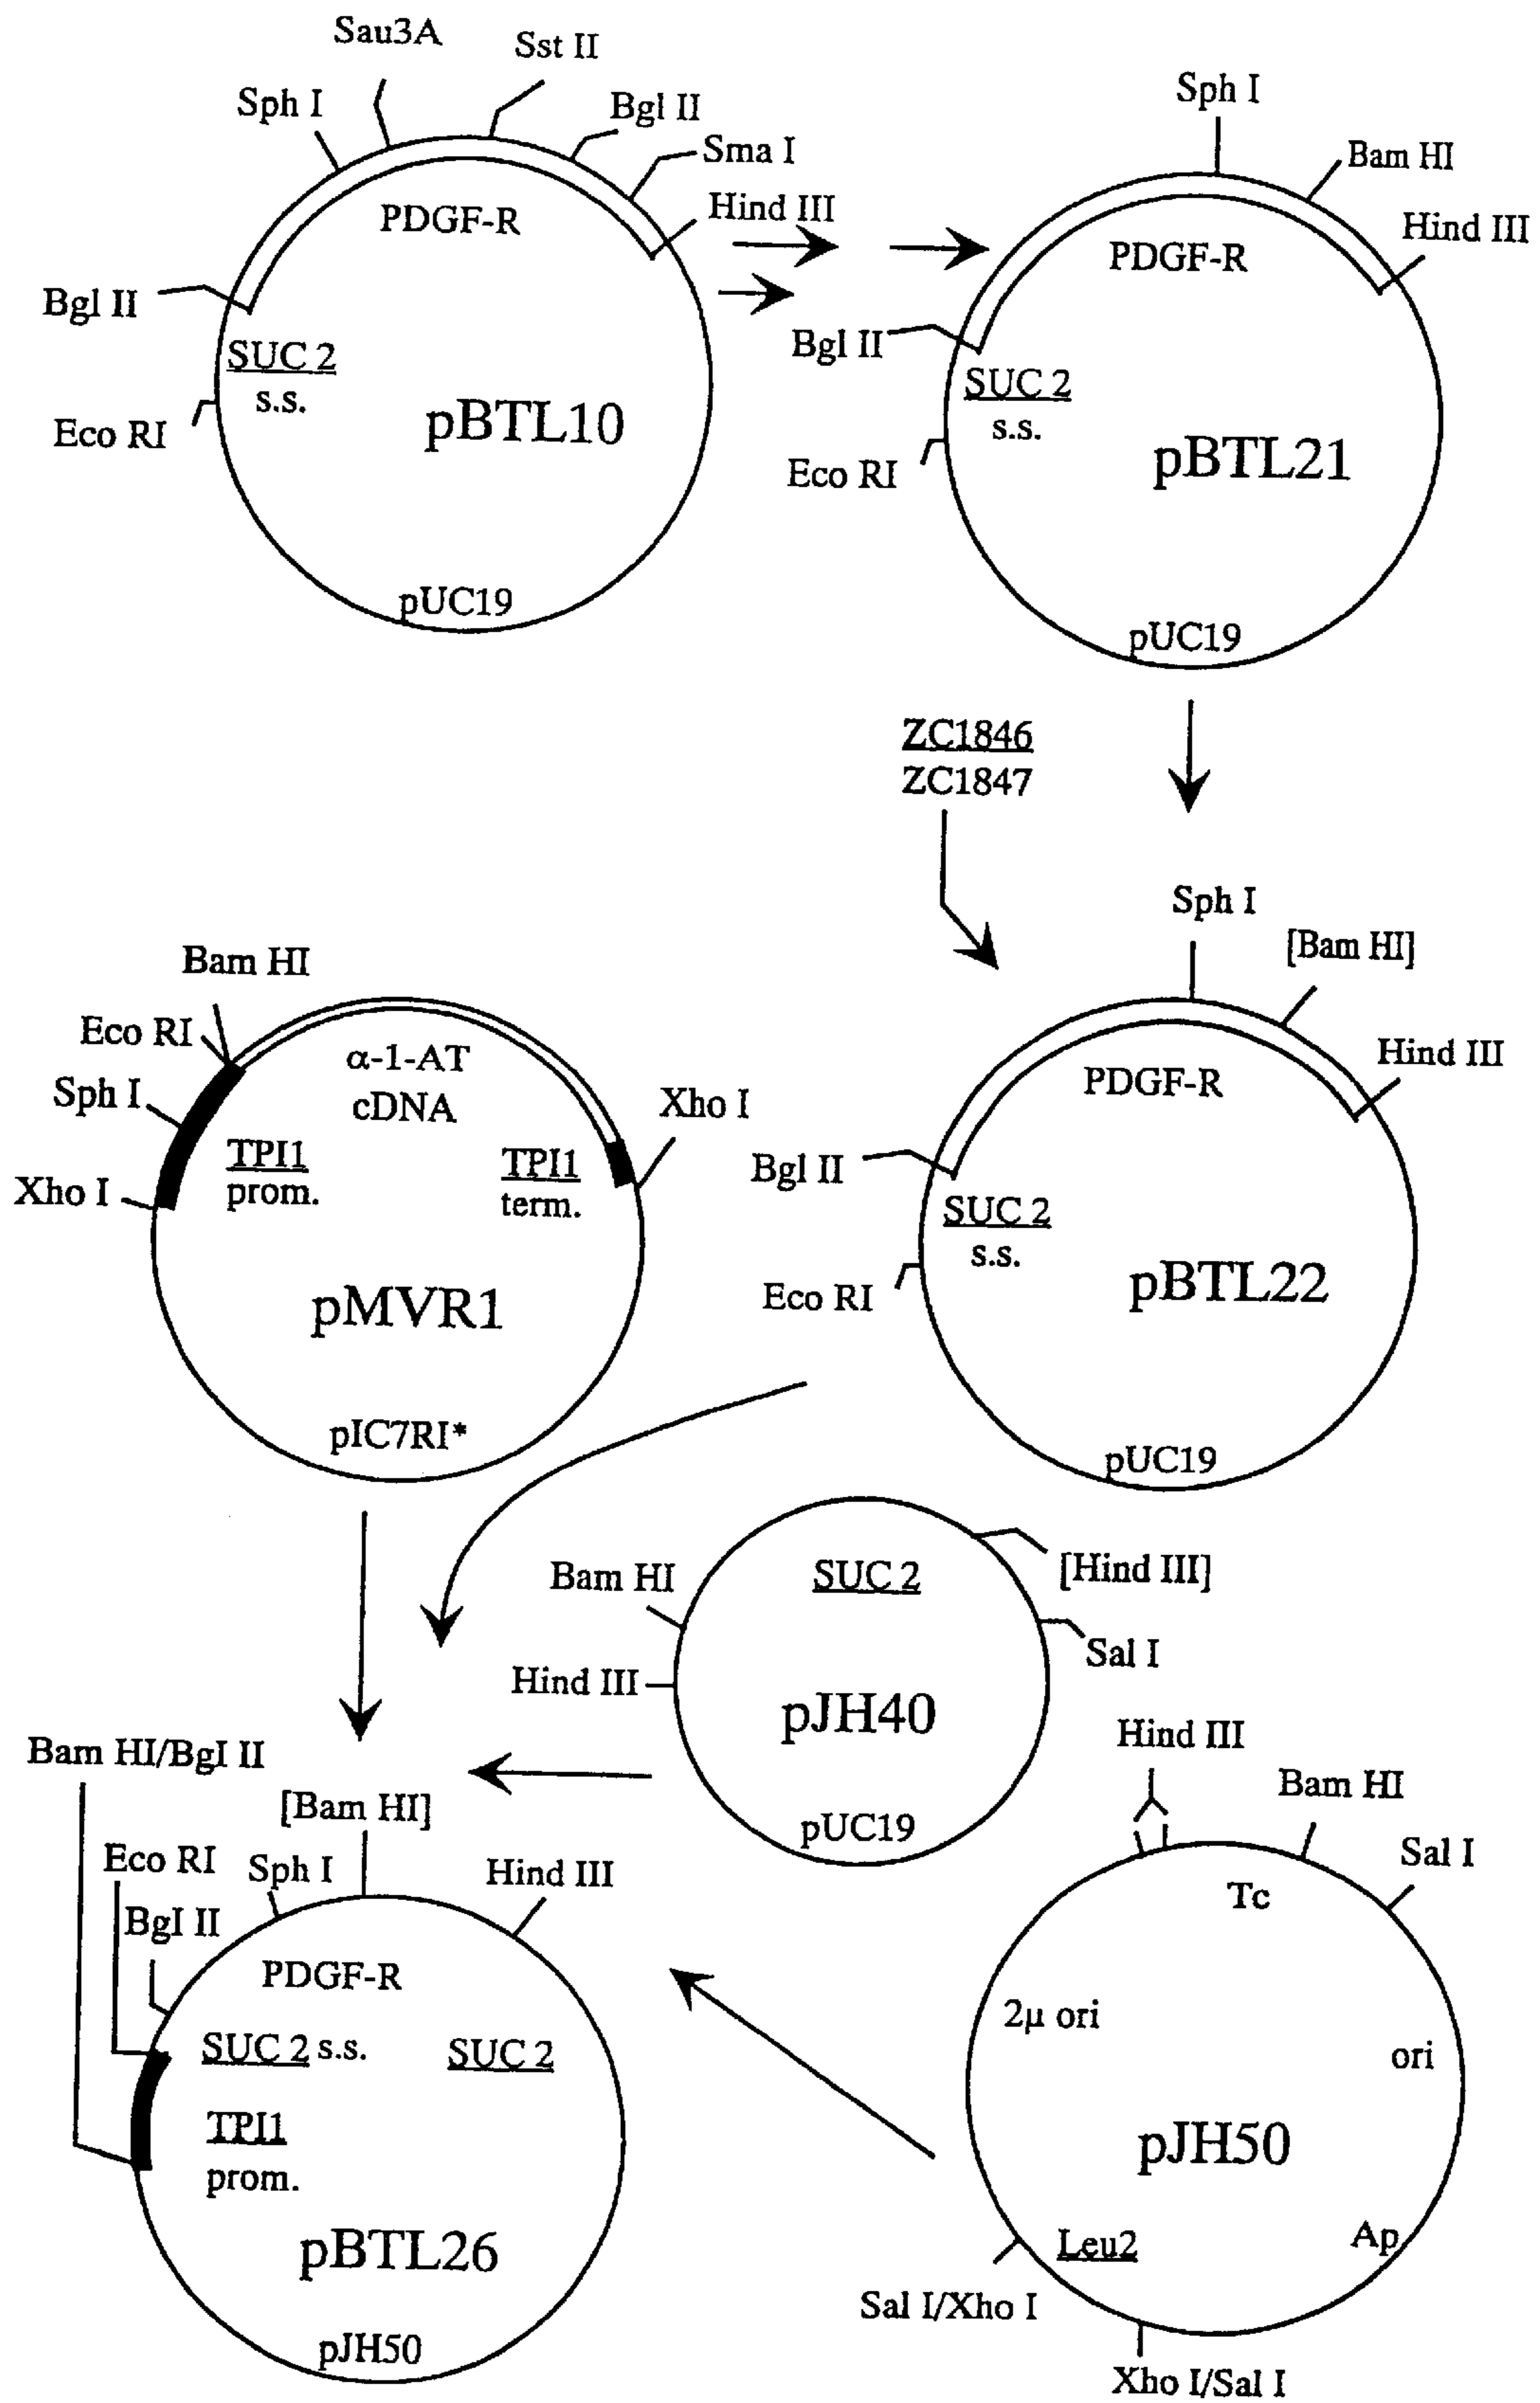 Sau3A
Sst II
Sph I
Bgl II
Sma I
Hind III
PDGF-R
Bgl II
SUC 2
s.s.
Eco RI
pBTL10
pUC19
Sph I
Bam HI
Hind III
PDGF-R
Bgl II
SUC 2
s.s.
Eco RI
pBTL21
pUC19
ZC1846
ZC1847
Bam HI
Eco RI
Sph I
Xho I
α-1-AT
cDNA
TPI1
prom.
TPI1
term.
Xho I
pMVR1
pIC7RI*
Sph I
[Bam HI]
Hind III
PDGF-R
Bgl II
SUC 2
s.s.
Eco RI
pBTL22
pUC19
SUC 2
[Hind III]
Bam HI
Sal I
Hind III
pJH40
pUC19
Bam HI/BgI II
[Bam HI]
Eco RI
Sph I
Hind III
BgI II
PDGF-R
SUC 2 s.s.
SUC 2
TPI1
prom.
pBTL26
pJH50
Hind III
Bam HI
Sal I
Tc
2µ ori
ori
pJH50
Leu2
Ap
Sal I/Xho I
Xho I/Sal I